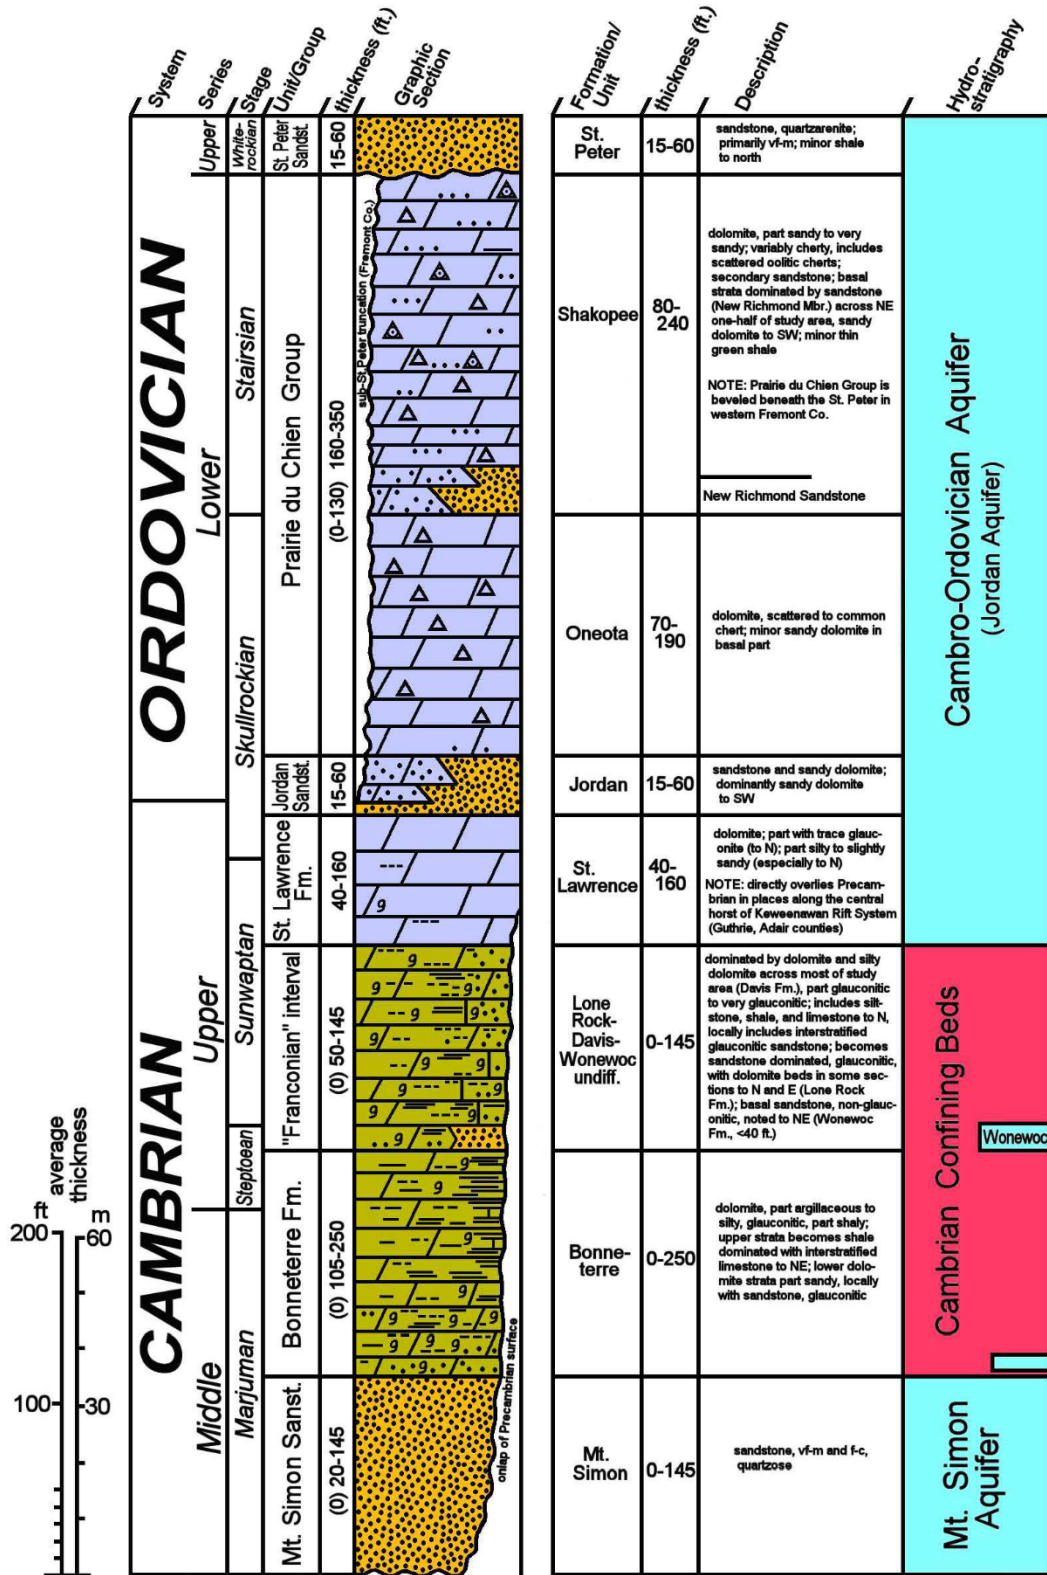 System
Series
Stage
Unit/Group
thickness (ft.)
Graphic
Section
Formation/
Unit
thickness (ft.)
Description
Hydro-
stratigraphy
ORDOVICIAN
CAMBRIAN
Upper
Lower
Upper
Middle
White-
rockian
Stairsian
Skullrockian
Sunwaptan
Steptoean
Marjuman
St. Peter
Sandst.
15-60
Prairie du Chien Group
(0-130) 160-350
Jordan
Sandst.
15-60
St. Lawrence
Fm.
40-160
"Franconian" interval
(0) 50-145
Bonneterre Fm.
(0) 105-250
Mt. Simon Sanst.
(0) 20-145
sub-St. Peter truncation (Fremont Co.)
onlap of Precambrian surface
St.
Peter
15-60
sandstone, quartzarenite;
primarily vf-m; minor shale
to north
Shakopee
80-
240
dolomite, part sandy to very
sandy; variably cherty, includes
scattered oolitic cherts;
secondary sandstone; basal
strata dominated by sandstone
(New Richmond Mbr.) across NE
one-half of study area, sandy
dolomite to SW; minor thin
green shale
NOTE: Prairie du Chien Group is
beveled beneath the St. Peter in
western Fremont Co.
New Richmond Sandstone
Oneota
70-
190
dolomite, scattered to common
chert; minor sandy dolomite in
basal part
Jordan
15-60
sandstone and sandy dolomite;
dominantly sandy dolomite
to SW
St.
Lawrence
40-
160
dolomite; part with trace glauc-
onite (to N); part silty to slightly
sandy (especially to N)
NOTE: directly overlies Precam-
brian in places along the central
horst of Keweenawan Rift System
(Guthrie, Adair counties)
Lone
Rock-
Davis-
Wonewoc
undiff.
0-145
dominated by dolomite and silty
dolomite across most of study
area (Davis Fm.), part glauconitic
to very glauconitic; includes silt-
stone, shale, and limestone to N,
locally includes interstratified
glauconitic sandstone; becomes
sandstone dominated, glauconitic,
with dolomite beds in some sec-
tions to N and E (Lone Rock
Fm.); basal sandstone, non-glauc-
onitic, noted to NE (Wonewoc
Fm., <40 ft.)
Bonne-
terre
0-250
dolomite, part argillaceous to
silty, glauconitic, part shaly;
upper strata becomes shale
dominated with interstratified
limestone to NE; lower dolo-
mite strata part sandy, locally
with sandstone, glauconitic
Mt.
Simon
0-145
sandstone, vf-m and f-c,
quartzose
Cambro-Ordovician Aquifer
(Jordan Aquifer)
Cambrian Confining Beds
Wonewoc
Mt. Simon
Aquifer
average
thickness
ft
m
200
60
100
30